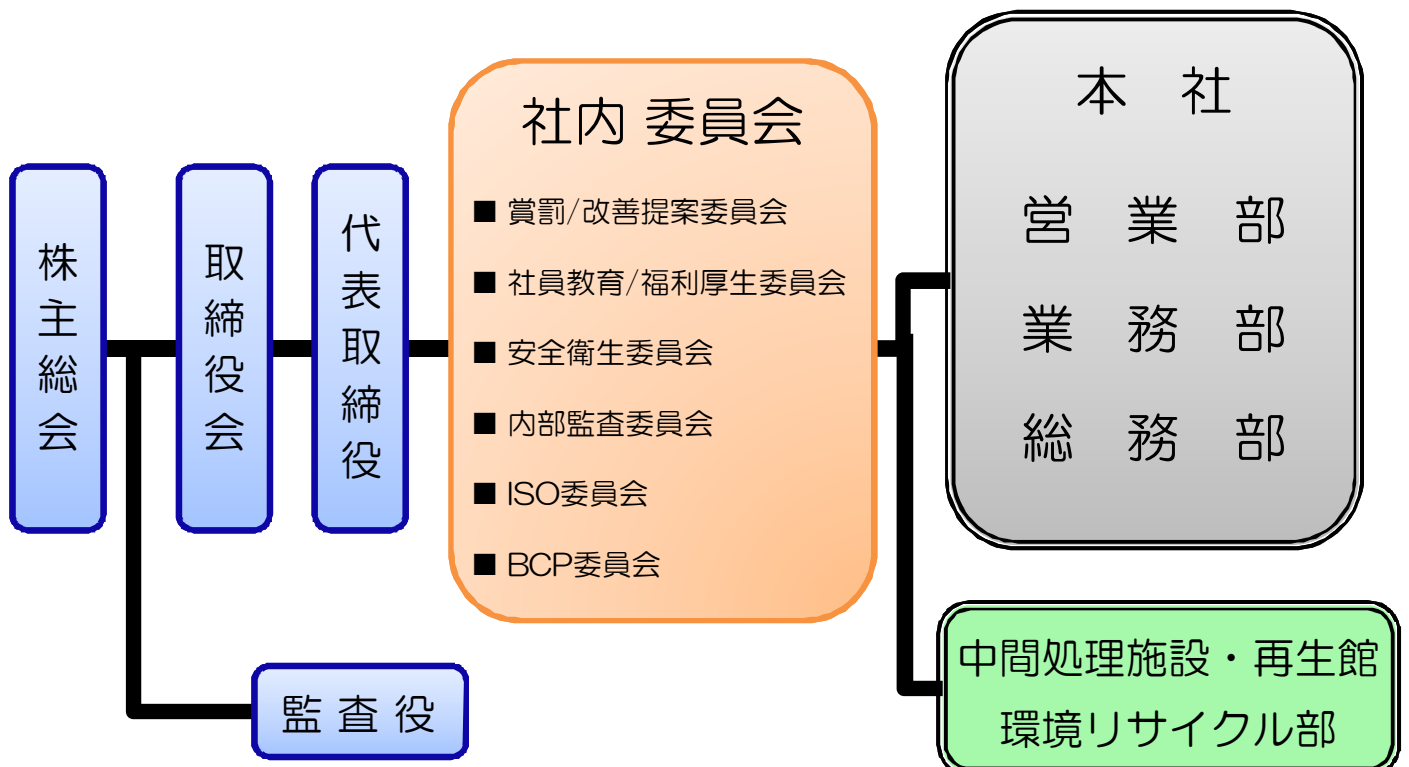 株主総会
取締役会
代表取締役
監査役
社内 委員会
■ 賞罰/改善提案委員会
■ 社員教育/福利厚生委員会
■ 安全衛生委員会
■ 内部監査委員会
■ ISO委員会
■ BCP委員会
本 社
営 業 部
業 務 部
総 務 部
中間処理施設・再生館
環境リサイクル部